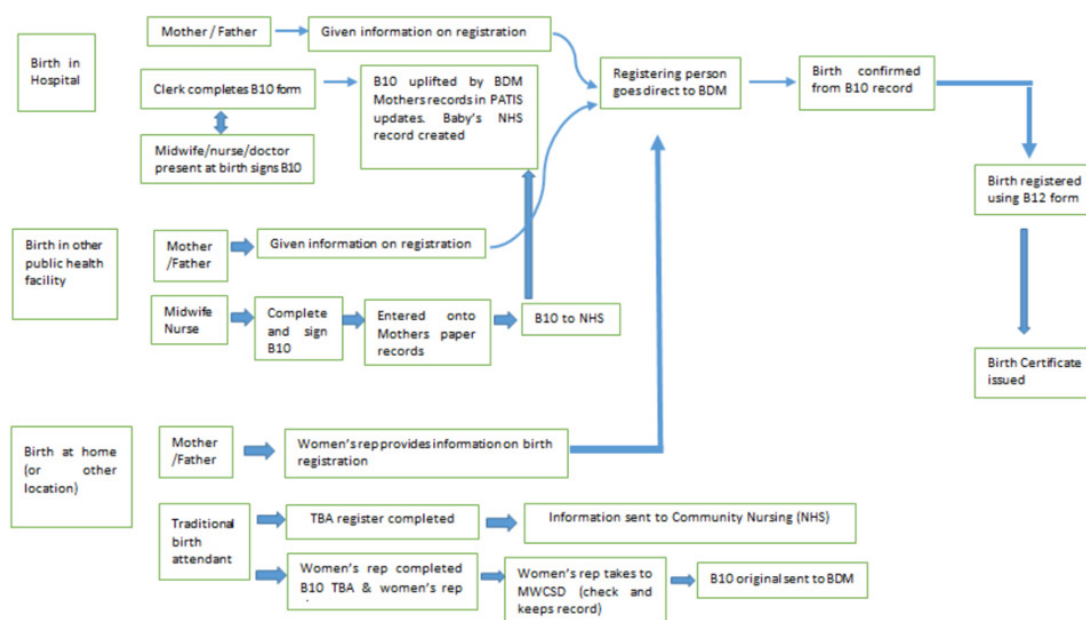 Mother / Father
Given information on registration
Birth in
Hospital
Clerk completes B10 form
B10 uplifted by BDM
Mothers records in PATIS
updates. Baby's NHS
record created
Registering person
goes direct to BDM
Birth confirmed
from B10 record
Midwife/nurse/doctor
present at birth signs B10
Birth registered
using B12 form
Birth in other
public health
facility
Mother
/Father
Given information on registration
Midwife
Nurse
Complete
and sign
B10
Entered onto
Mothers paper
records
B10 to NHS
Birth Certificate
issued
Birth at home
(or other
location)
Mother
/Father
Women's rep provides information on birth
registration
Traditional
birth
attendant
TBA register completed
Information sent to Community Nursing (NHS)
Women's rep completed
B10 TBA & women's rep
Women's rep takes to
MWCSD (check and
keeps record)
B10 original sent to BDM